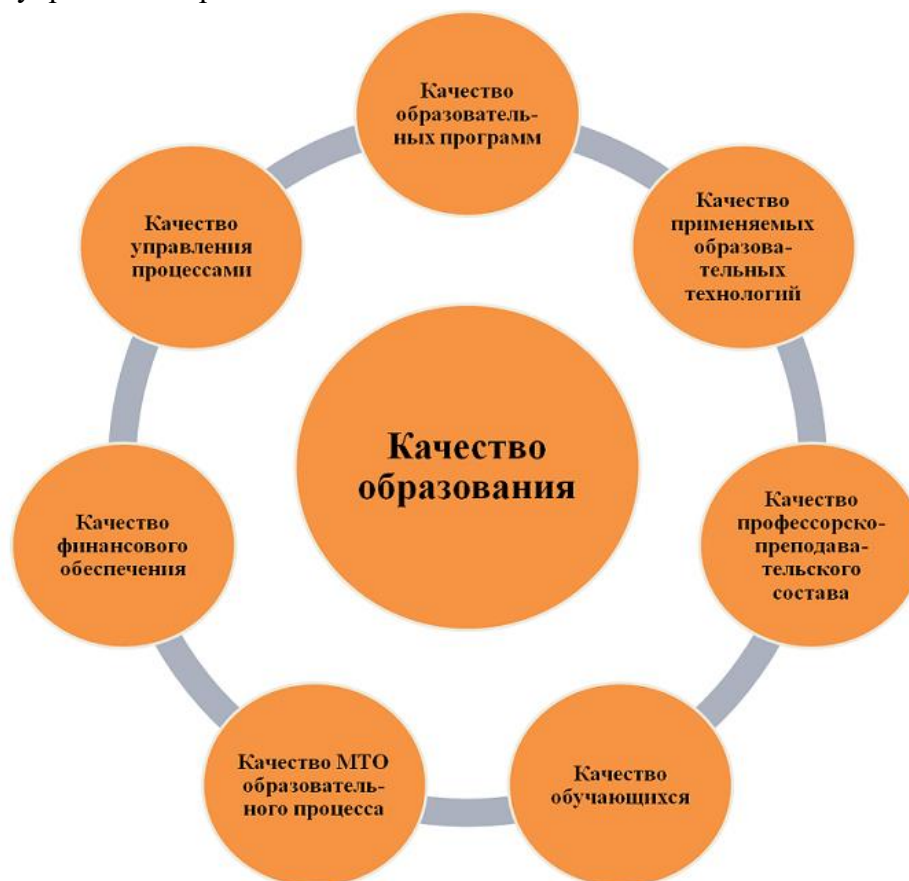 Качество
образователь-
ных программ
Качество
применяемых
образова-
тельных
технологий
Качество
профессорско-
преподава-
тельского
состава
Качество
обучающихся
Качество МТО
образователь-
ного процесса
Качество
финансового
обеспечения
Качество
управления
процессами
Качество
образования